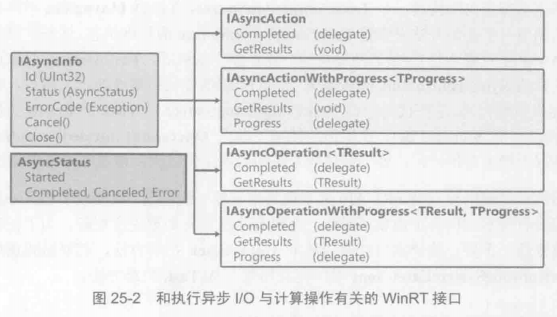 IAsyncInfo
Id (UInt32)
Status (AsyncStatus)
ErrorCode (Exception)
Cancel()
Close()
AsyncStatus
Started
Completed, Canceled, Error
IAsyncAction
Completed (delegate)
GetResults (void)
IAsyncActionWithProgress<TProgress>
Completed (delegate)
GetResults (void)
Progress (delegate)
IAsyncOperation<TResult>
Completed (delegate)
GetResults (TResult)
IAsyncOperationWithProgress<TResult, TProgress>
Completed (delegate)
GetResults (TResult)
Progress (delegate)
图 25-2 和执行异步 I/O 与计算操作有关的 WinRT 接口